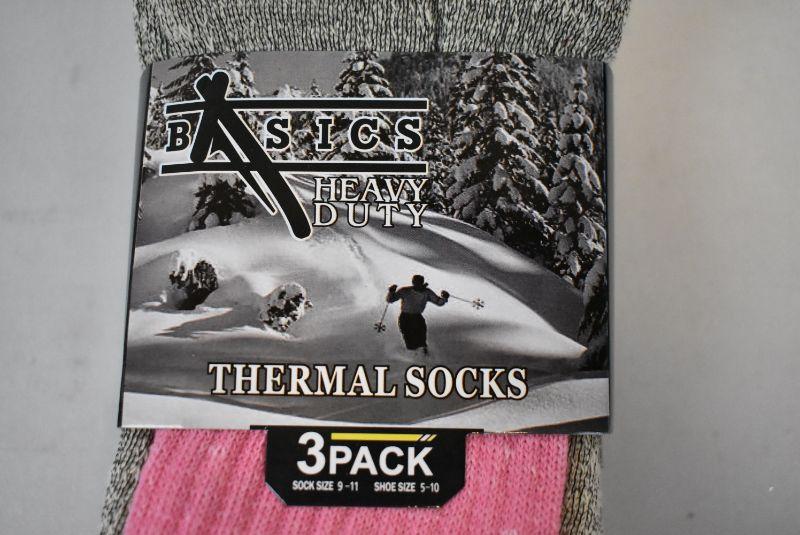 BASICS
HEAVY
DUTY
THERMAL SOCKS
3PACK
SOCK SIZE 9-11 SHOE SIZE 5-10